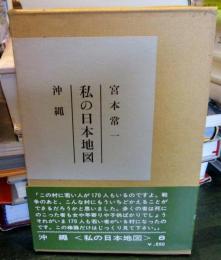 宮本常一
私の日本地図
沖縄
「この村に若い人が170人もいるのですよ。戦
争のあと、こんな村にもういちどかえることが
できるだろうかと思いました。歩くの者は死に
のこった者も女や年寄りや子供ばかりでしょう
それがいま170人も若者がいる村になったので
す。この林鶏だけはじっくり見て下さい。」
沖縄<私の日本地図>8
¥.880